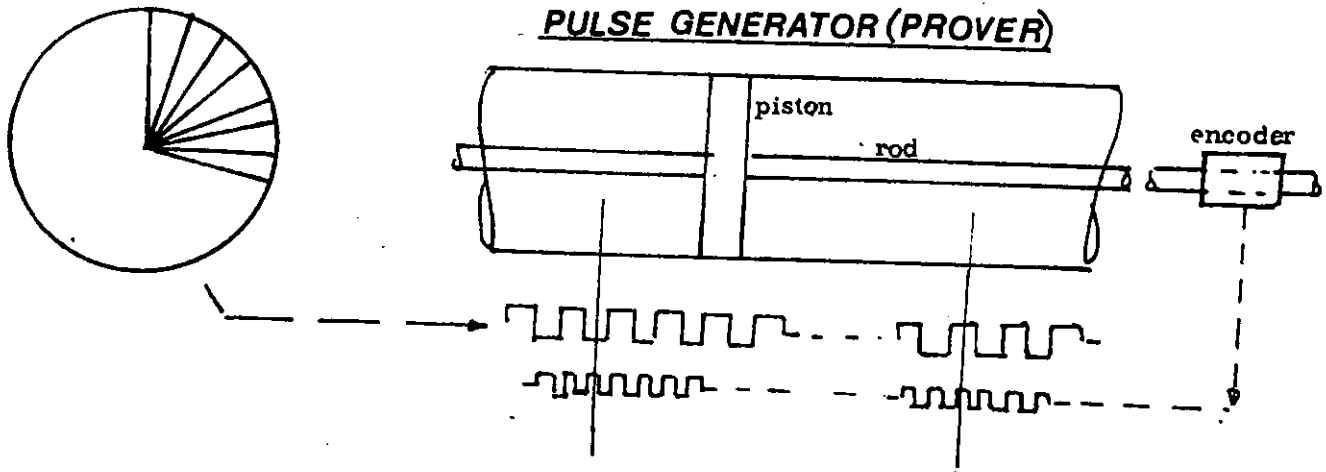 PULSE GENERATOR (PROVER)
piston
rod
encoder